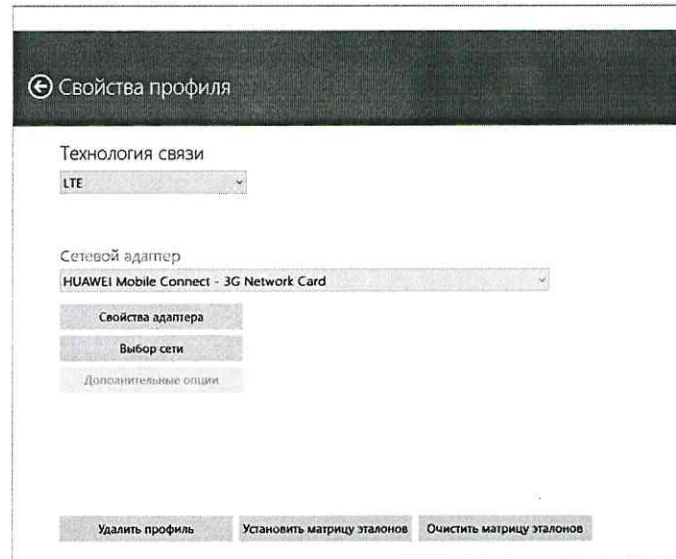 Свойства профиля
Технология связи
LTE
Сетевой адаптер
HUAWEI Mobile Connect - 3G Network Card
Свойства адаптера
Выбор сети
Дополнительные опции
Удалить профиль Установить матрицу эталонов Очистить матрицу эталонов